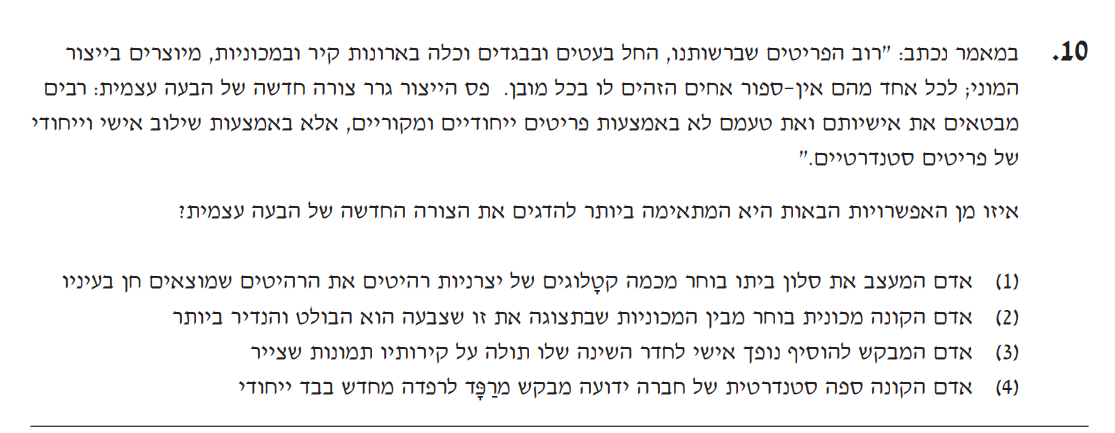 10. במאמר נכתב: "רוב הפריטים שברשותנו, החל בעטים ובבגדים וכלה בארונות קיר ובמכוניות, מיוצרים בייצור
המוני; לכל אחד מהם אין-ספור אחים הזהים לו בכל מובן. פס הייצור גרר צורה חדשה של הבעה עצמית: רבים
מבטאים את אישיותם ואת טעמם לא באמצעות פריטים ייחודיים ומקוריים, אלא באמצעות שילוב אישי וייחודי
של פריטים סטנדרטיים."
איזו מן האפשרויות הבאות היא המתאימה ביותר להדגים את הצורה החדשה של הבעה עצמית?
(1) אדם המעצב את סלון ביתו בוחר מכמה קטָלוגים של יצרניות רהיטים את הרהיטים שמוצאים חן בעיניו
(2) אדם הקונה מכונית בוחר מבין המכוניות שבתצוגה את זו שצבעה הוא הבולט והנדיר ביותר
(3) אדם המבקש להוסיף נופך אישי לחדר השינה שלו תולה על קירותיו תמונות שצייר
(4) אדם הקונה ספה סטנדרטית של חברה ידועה מבקש מרַפָּד לרפדה מחדש בבד ייחודי